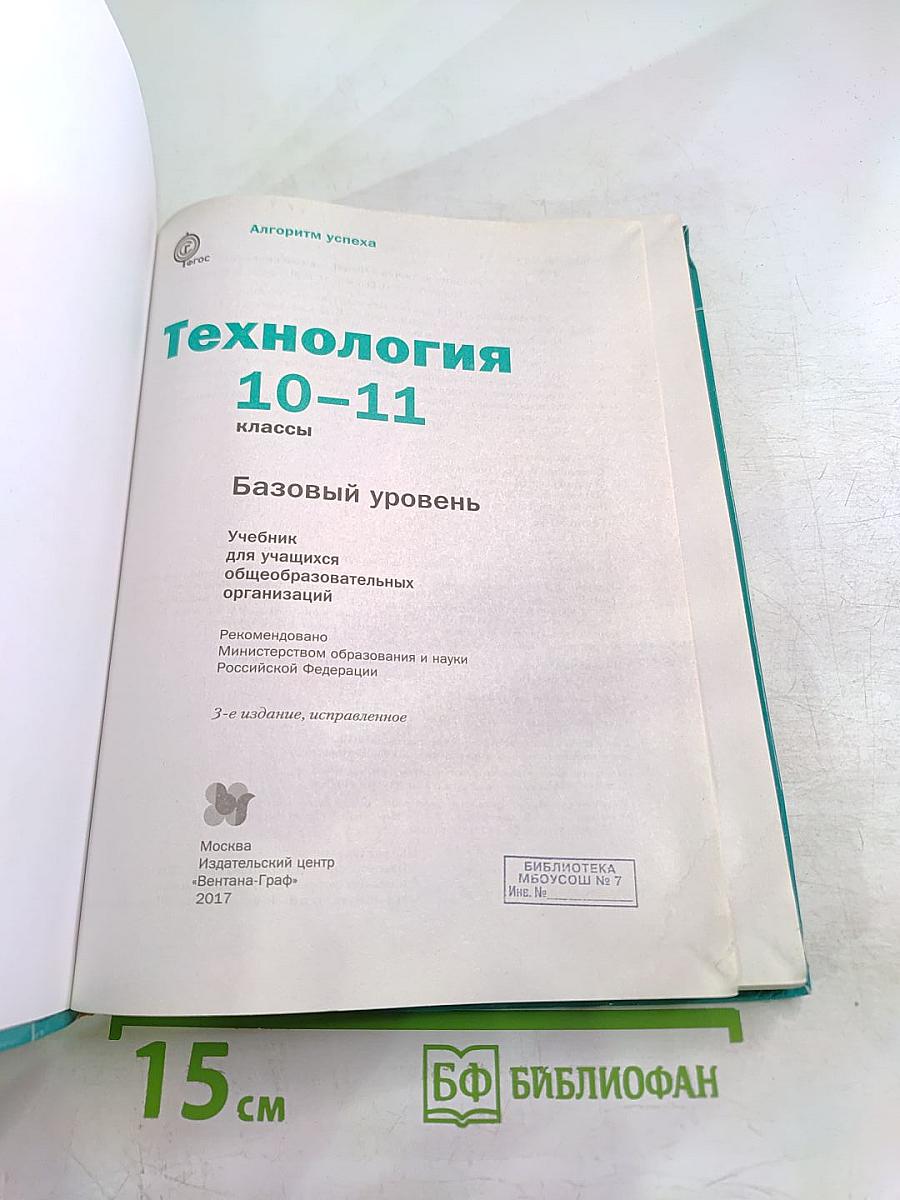 ФГОС
Алгоритм успеха
Технология
10–11
классы
Базовый уровень
Учебник
для учащихся
общеобразовательных
организаций
Рекомендовано
Министерством образования и науки
Российской Федерации
3-е издание, исправленное
Москва
Издательский центр
«Вентана-Граф»
2017
БИБЛИОТЕКА
МБОУСОШ № 7
Инв. №
15 см
БФ БИБЛИОФАН